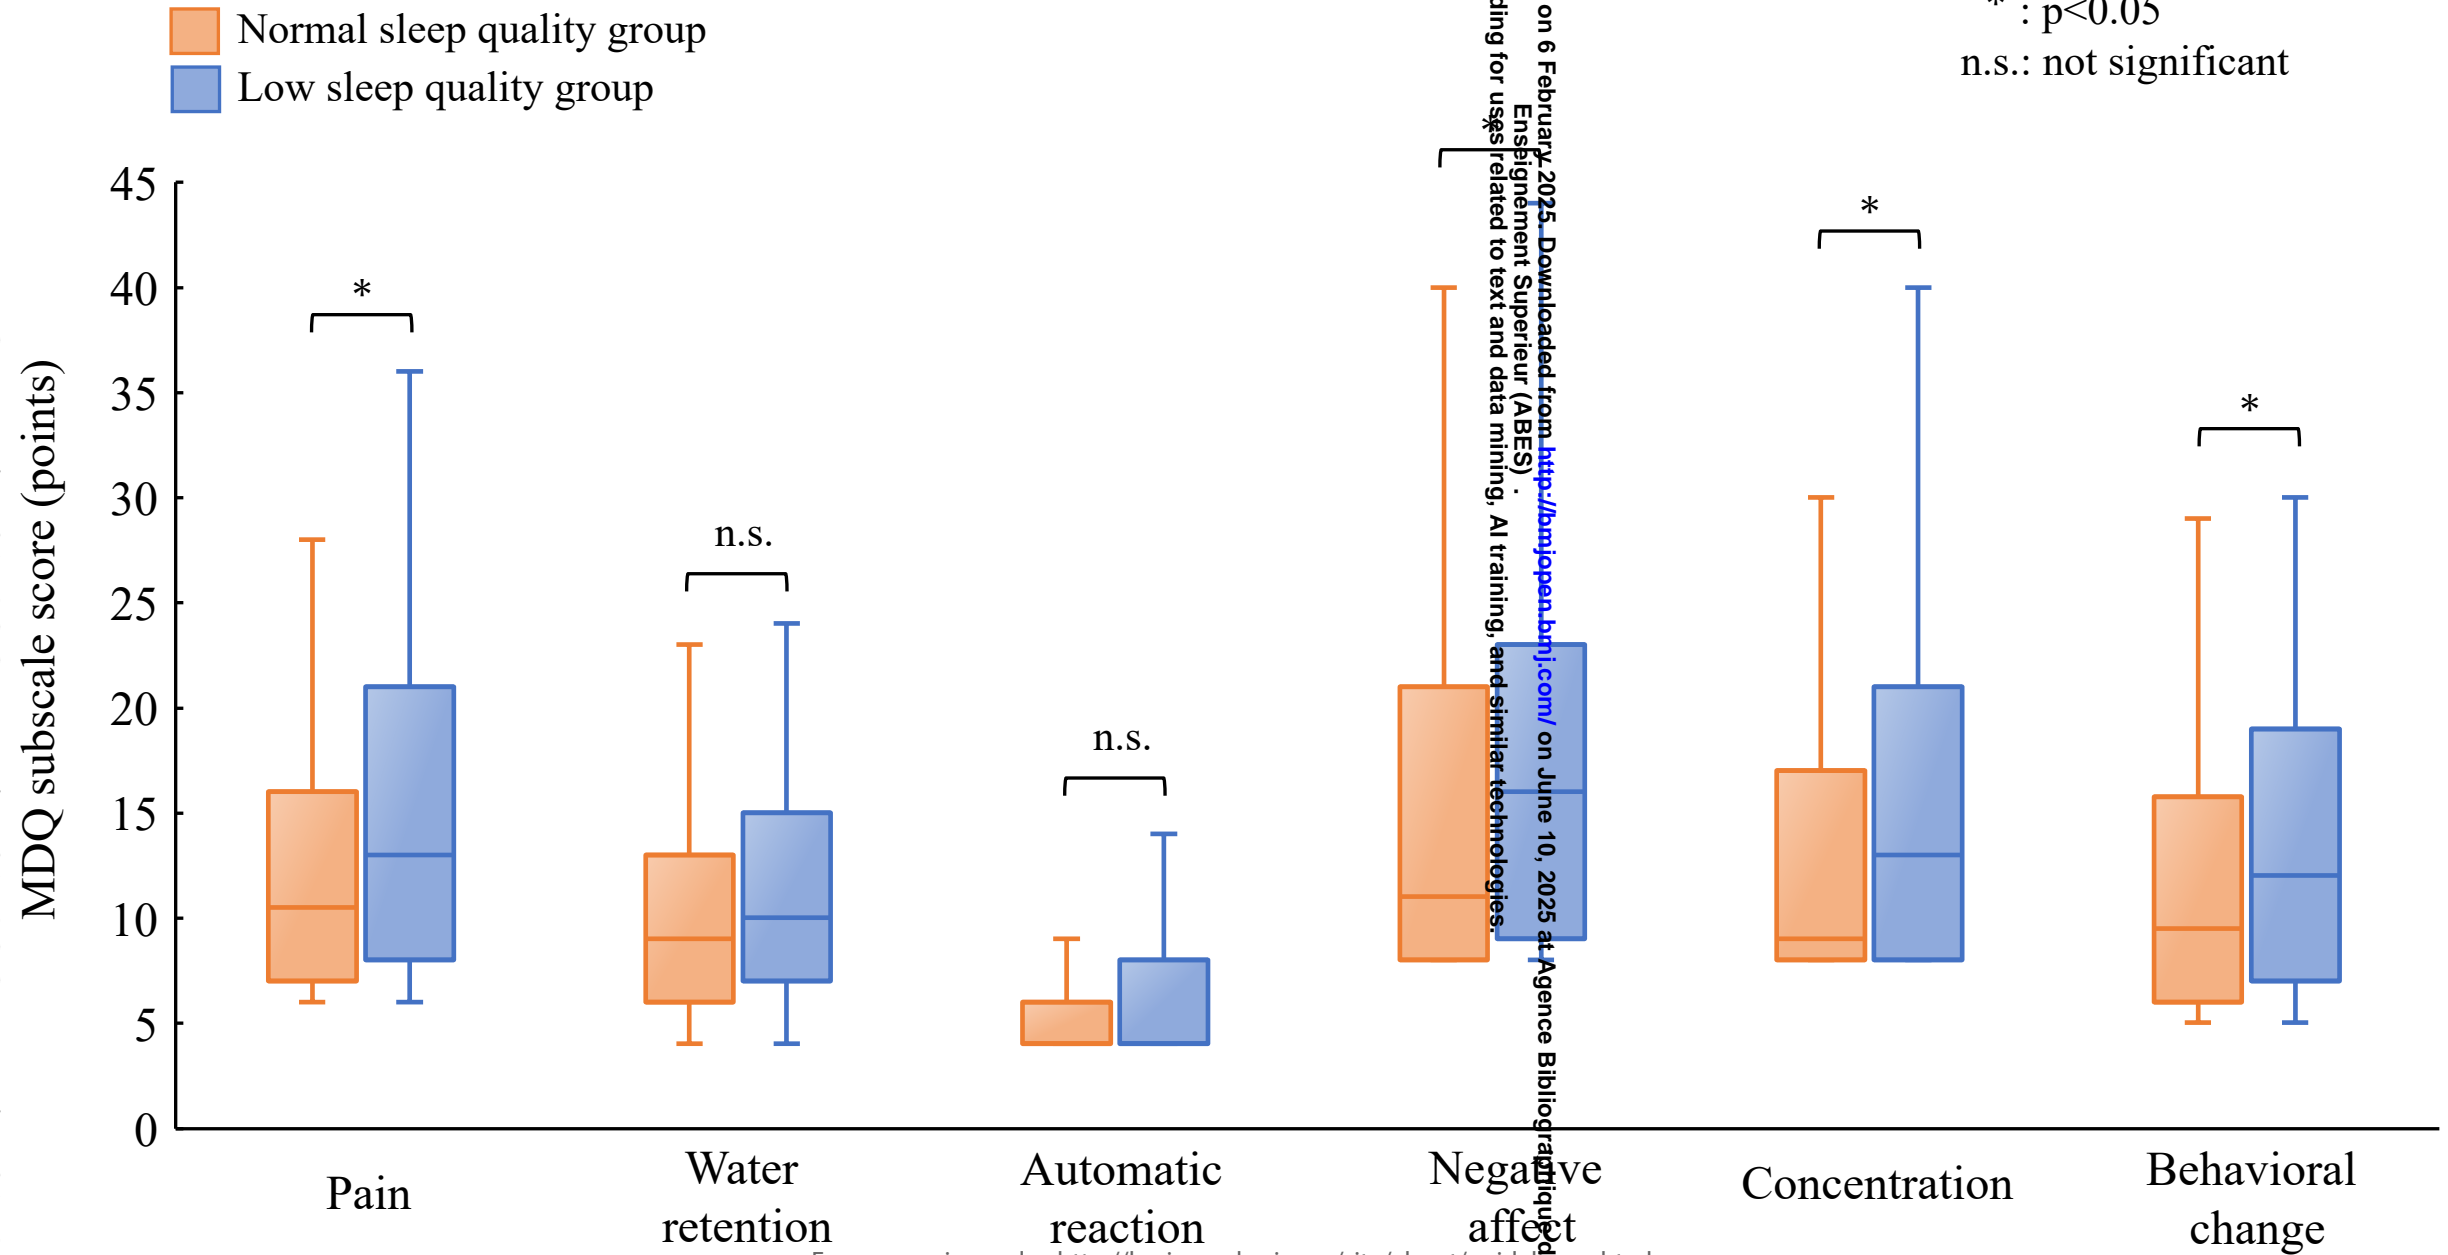 Normal sleep quality group
Low sleep quality group
* : p<0.05
n.s.: not significant
MDQ subscale score (points)
45
40
35
30
25
20
15
10
5
0
*
n.s.
n.s.
*
*
*
Pain
Water
retention
Automatic
reaction
Negative
affect
Concentration
Behavioral
change
on 6 February 2025. Downloaded from http://bmjopen.bmj.com/ on June 10, 2025 at Agence Bibliographique d
Enseignement Superieur (ABES) .
ding for uses related to text and data mining, AI training, and similar technologies.